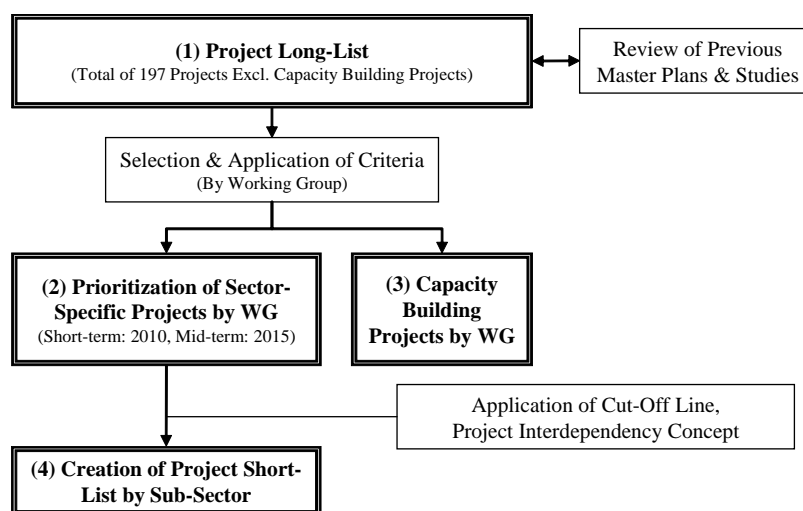 (1) Project Long-List
(Total of 197 Projects Excl. Capacity Building Projects)
Review of Previous
Master Plans & Studies
Selection & Application of Criteria
(By Working Group)
(2) Prioritization of Sector-
Specific Projects by WG
(Short-term: 2010, Mid-term: 2015)
(3) Capacity
Building
Projects by WG
Application of Cut-Off Line,
Project Interdependency Concept
(4) Creation of Project Short-
List by Sub-Sector